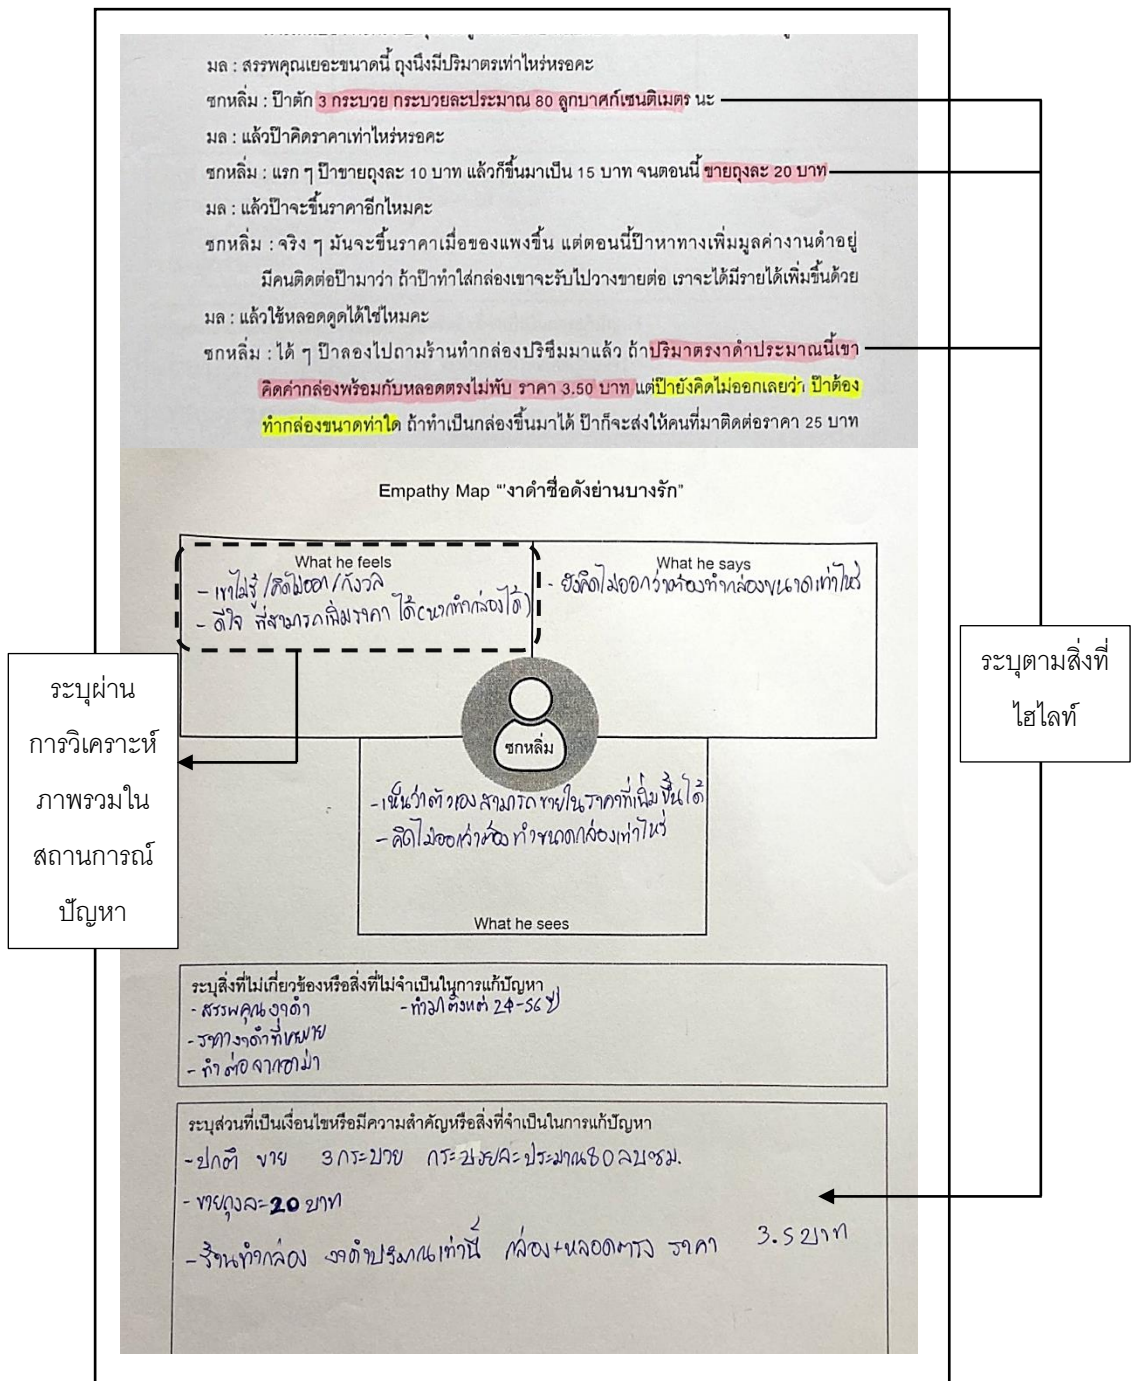 มล : สรรพคุณเยอะขนาดนี้ ถุงนึงมีปริมาตรเท่าไหร่หรอคะ
ซกหลิ่ม : ป๊าตัก 3 กระบวย กระบวยละประมาณ 80 ลูกบาศก์เซนติเมตร นะ
มล : แล้วป๊าคิดราคาเท่าไหร่หรอคะ
ซกหลิ่ม : แรก ๆ ป๊าขายถุงละ 10 บาท แล้วก็ขึ้นมาเป็น 15 บาท จนตอนนี้ ขายถุงละ 20 บาท
มล : แล้วป๊าจะขึ้นราคาอีกไหมคะ
ซกหลิ่ม : จริง ๆ มันจะขึ้นราคาเมื่อของแพงขึ้น แต่ตอนนี้ป๊าหาทางเพิ่มมูลค่างานดำอยู่
มีคนติดต่อป๊ามาว่า ถ้าป๊าทำใส่กล่องเขาจะรับไปวางขายต่อ เราจะได้มีรายได้เพิ่มขึ้นด้วย
มล : แล้วใช้หลอดดูดได้ใช่ไหมคะ
ซกหลิ่ม : ได้ ๆ ป๊าลองไปถามร้านทำกล่องปริซึมมาแล้ว ถ้าปริมาตรงาดำประมาณนี้เขา
คิดค่ากล่องพร้อมกับหลอดตรงไม่พับ ราคา 3.50 บาท แต่ป๊ายังคิดไม่ออกเลยว่า ป๊าต้อง
ทำกล่องขนาดท่าใด ถ้าทำเป็นกล่องขึ้นมาได้ ป๊าก็จะส่งให้คนที่มาติดต่อราคา 25 บาท
Empathy Map "'งาดำชื่อดังย่านบางรัก"
What he feels
- เขาไม่รู้/คิดไม่ออก/กังวล
- ดีใจ ที่สามารถเพิ่มราคา ได้(หากทำกล่องได้)
What he says
- ยังคิดไม่ออกว่าต้องทำกล่องขนาดเท่าไหร่
ระบุผ่าน
การวิเคราะห์
ภาพรวมใน
สถานการณ์
ปัญหา
ระบุตามสิ่งที่
ไฮไลท์
ซกหลิ่ม
- เห็นว่าตัวเองสามารถขายในราคาที่เพิ่มขึ้นได้
- คิดไม่ออกว่าต้องทำขนาดกล่องเท่าไหร่
What he sees
ระบุสิ่งที่ไม่เกี่ยวข้องหรือสิ่งที่ไม่จำเป็นในการแก้ปัญหา
- สรรพคุณงาดำ - ทำมาตั้งแต่ 24-56 ปี
- ราคางาดำที่เคยขาย
- ทำต่อจากอาม่า
ระบุส่วนที่เป็นเงื่อนไขหรือมีความสำคัญหรือสิ่งที่จำเป็นในการแก้ปัญหา
- ปกติ ขาย 3 กระบวย กระบวยละประมาณ 80 ลบซม.
- ขายถุงละ 20 บาท
- ร้านทำกล่อง งาดำปริมาณเท่านี้ กล่อง+หลอดตรง ราคา 3.5 บาท